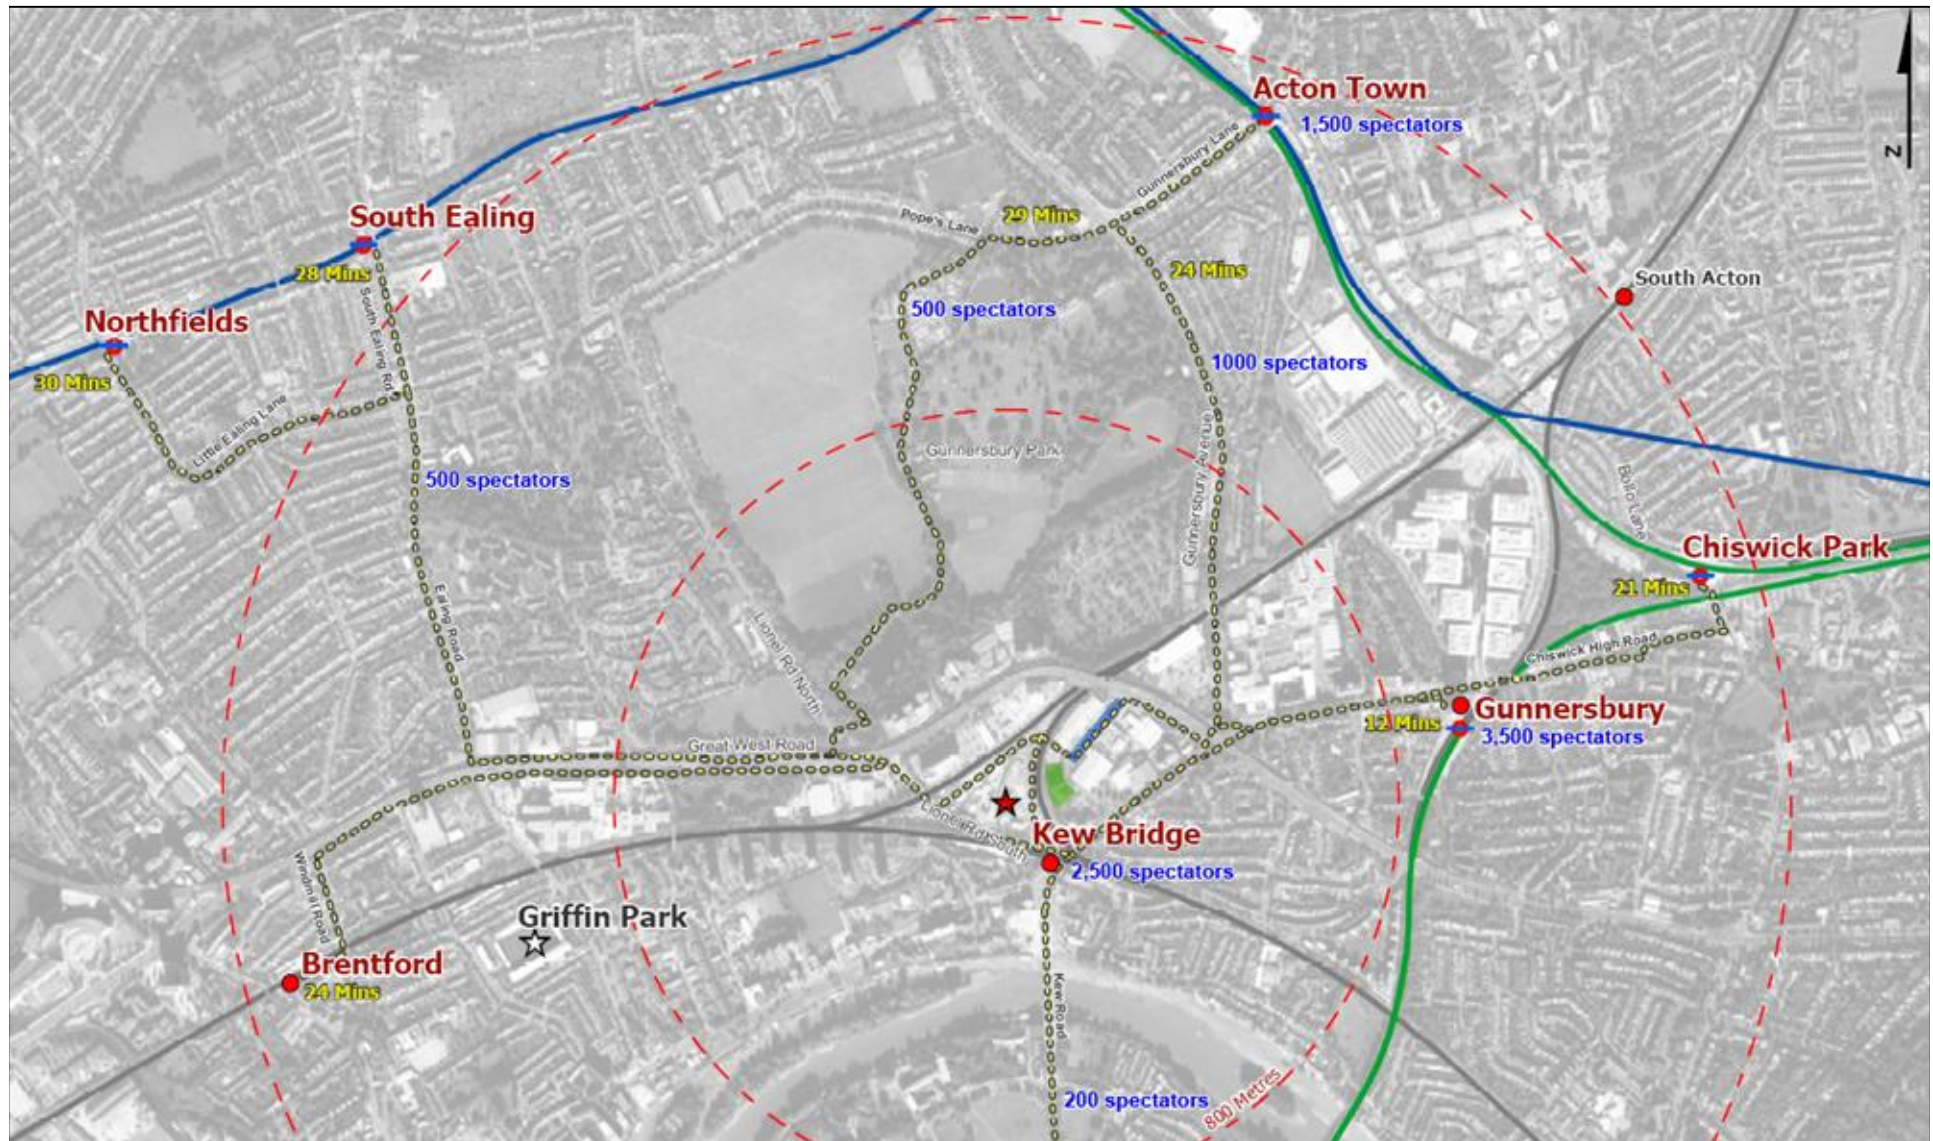 Acton Town
1,500 spectators
Gunnersbury Lane
N
South Ealing
Pope's Lane
29 Mins
28 Mins
24 Mins
South Acton
500 spectators
Northfields
South Ealing Rd
30 Mins
1000 spectators
Little Ealing Lane
Gunnersbury Park
Gunnersbury Avenue
500 spectators
Bollo Lane
Chiswick Park
21 Mins
Ealing Road
Lionel Rd North
Chiswick High Road
Gunnersbury
12 Mins
3,500 spectators
Great West Road
Lionel Rd South
Kew Bridge
2,500 spectators
Windmill Road
Griffin Park
Brentford
24 Mins
Kew Road
200 spectators
800 Metres